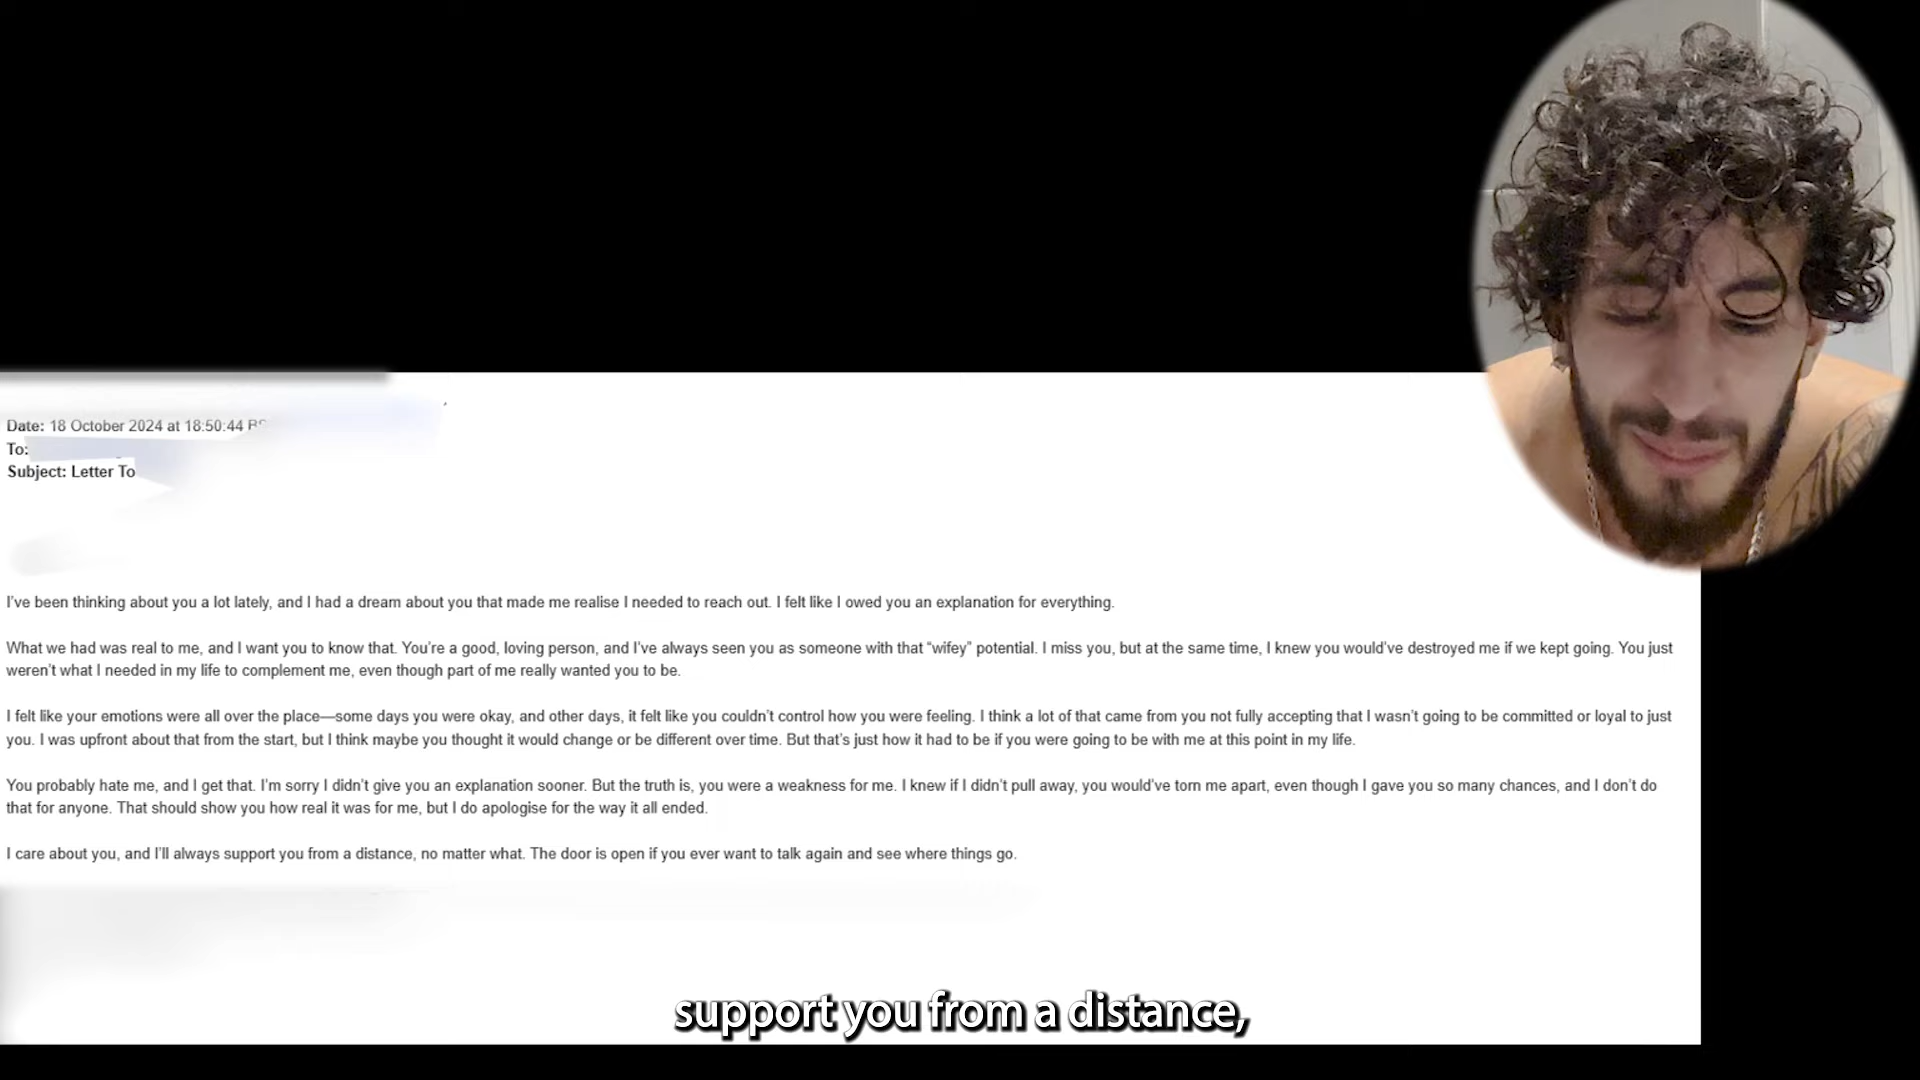 Date: 18 October 2024 at 18:50:44
To:
Subject: Letter To
I've been thinking about you a lot lately, and I had a dream about you that made me realise I needed to reach out. I felt like I owed you an explanation for everything.
What we had was real to me, and I want you to know that. You're a good, loving person, and I've always seen you as someone with that “wifey” potential. I miss you, but at the same time, I knew you would've destroyed me if we kept going. You just
weren't what I needed in my life to complement me, even though part of me really wanted you to be.
I felt like your emotions were all over the place—some days you were okay, and other days, it felt like you couldn't control how you were feeling. I think a lot of that came from you not fully accepting that I wasn't going to be committed or loyal to just
you. I was upfront about that from the start, but I think maybe you thought it would change or be different over time. But that's just how it had to be if you were going to be with me at this point in my life.
You probably hate me, and I get that. I'm sorry I didn't give you an explanation sooner. But the truth is, you were a weakness for me. I knew if I didn't pull away, you would've torn me apart, even though I gave you so many chances, and I don't do
that for anyone. That should show you how real it was for me, but I do apologise for the way it all ended.
I care about you, and I'll always support you from a distance, no matter what. The door is open if you ever want to talk again and see where things go.
support you from a distance,